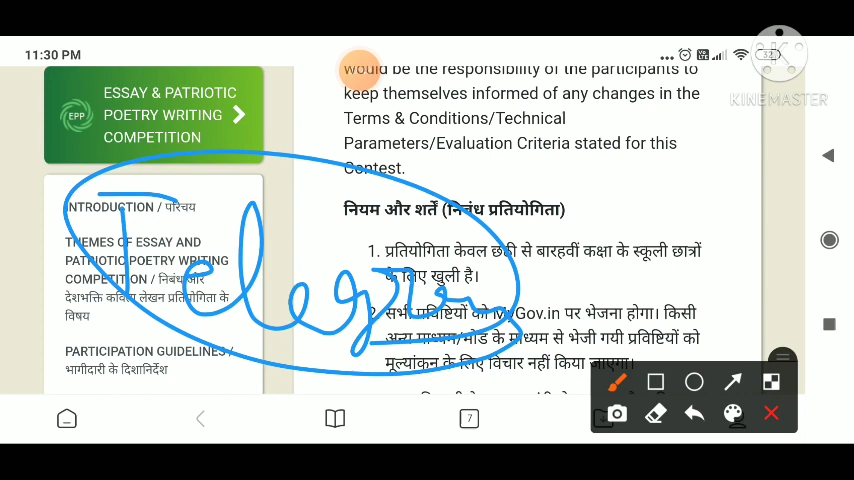 11:30 PM
32
KINEMASTER
ESSAY & PATRIOTIC
POETRY WRITING
COMPETITION
EPP
INTRODUCTION / परिचय
THEMES OF ESSAY AND
PATRIOTIC POETRY WRITING
COMPETITION / निबंध और
देशभक्ति कविता लेखन प्रतियोगिता के
विषय
PARTICIPATION GUIDELINES /
भागीदारी के दिशानिर्देश
would be the responsibility of the participants to
keep themselves informed of any changes in the
Terms & Conditions/Technical
Parameters/Evaluation Criteria stated for this
Contest.
नियम और शर्तें (निबंध प्रतियोगिता)
1. प्रतियोगिता केवल छठी से बारहवीं कक्षा के स्कूली छात्रों
के लिए खुली है।
2. सभी प्रविष्टियों को MyGov.in पर भेजना होगा। किसी
अन्य माध्यम/मोड के माध्यम से भेजी गयी प्रविष्टियों को
मूल्यांकन के लिए विचार नहीं किया जाएगा।
Telegram
7